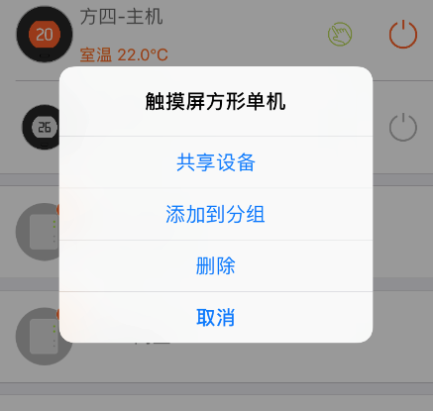 方四-主机
20
室温 22.0℃
触摸屏方形单机
26
共享设备
添加到分组
删除
取消